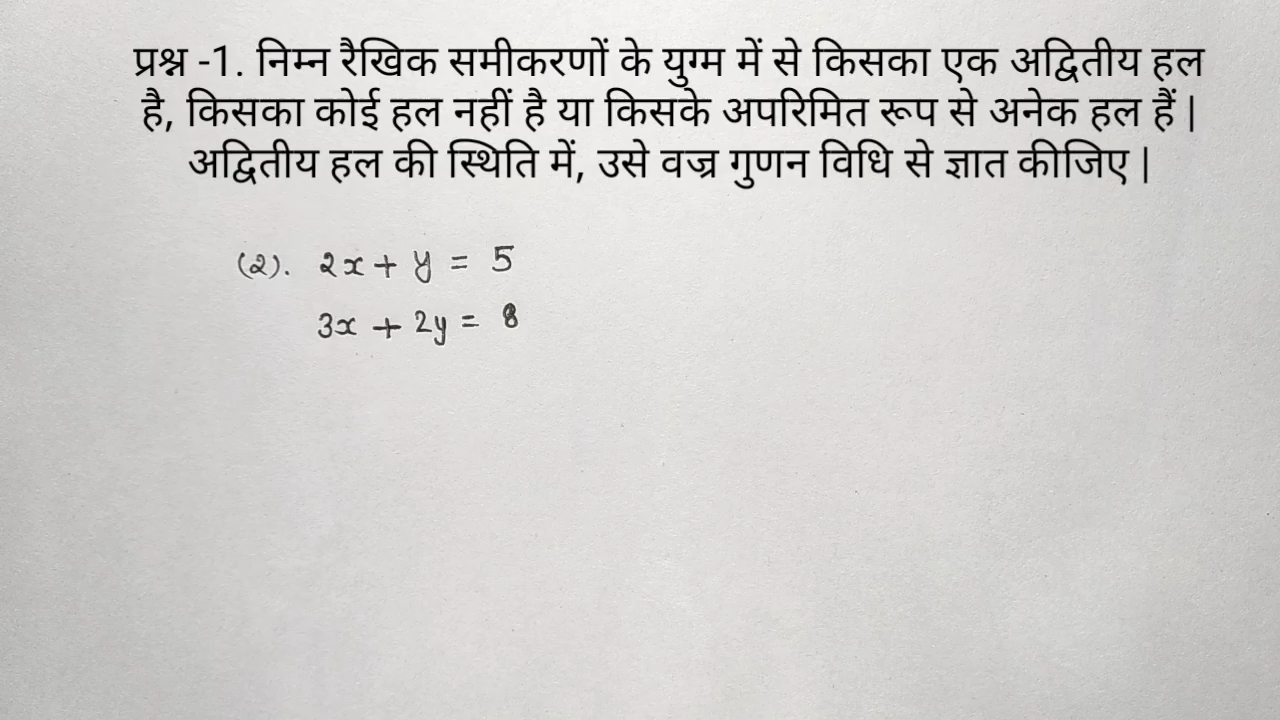 प्रश्न -1. निम्न रैखिक समीकरणों के युग्म में से किसका एक अद्वितीय हल
है, किसका कोई हल नहीं है या किसके अपरिमित रूप से अनेक हल हैं |
अद्वितीय हल की स्थिति में, उसे वज्र गुणन विधि से ज्ञात कीजिए |
(2). 2x + y = 5
3x + 2y = 8